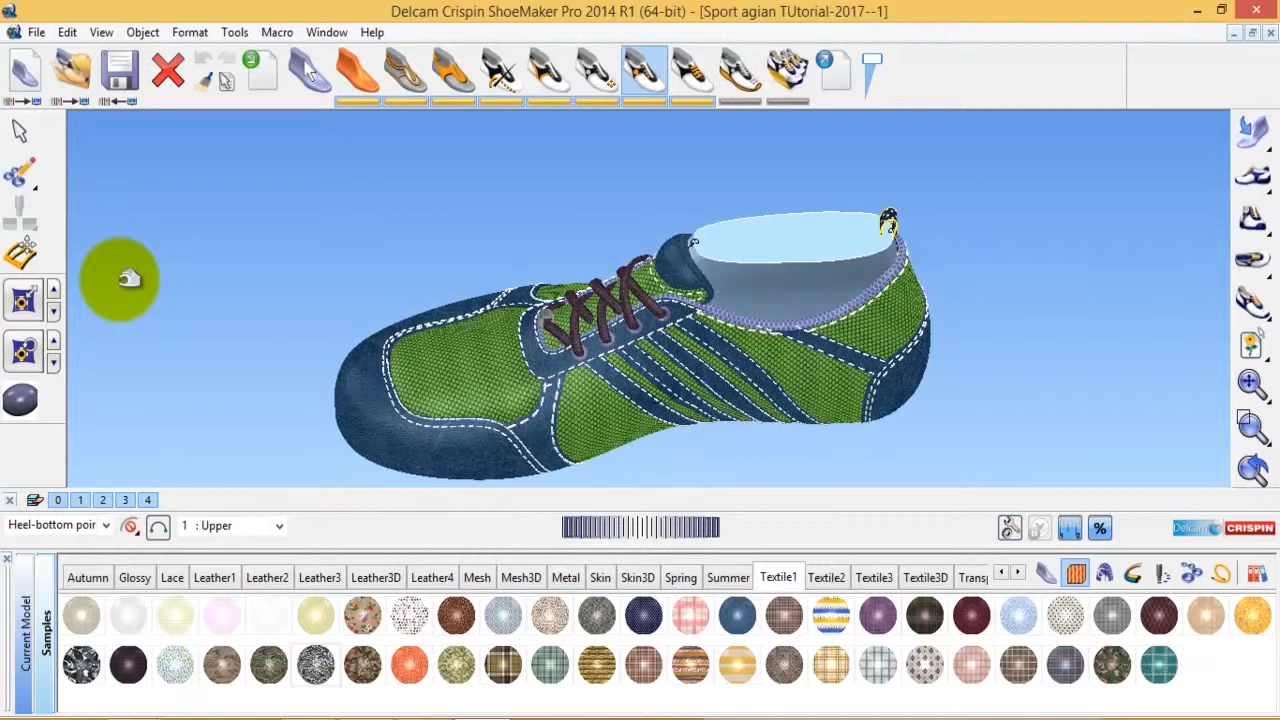 Delcam Crispin ShoeMaker Pro 2014 R1 (64-bit) - [Sport agian TUtorial-2017--1]
File Edit View Object Format Tools Macro Window Help
0 1 2 3 4
Heel-bottom poir 1 : Upper % Delcam CRISPIN
Autumn Glossy Lace Leather1 Leather2 Leather3 Leather3D Leather4 Mesh Mesh3D Metal Skin Skin3D Spring Summer Textile1 Textile2 Textile3 Textile3D Transp
Current Model
Samples